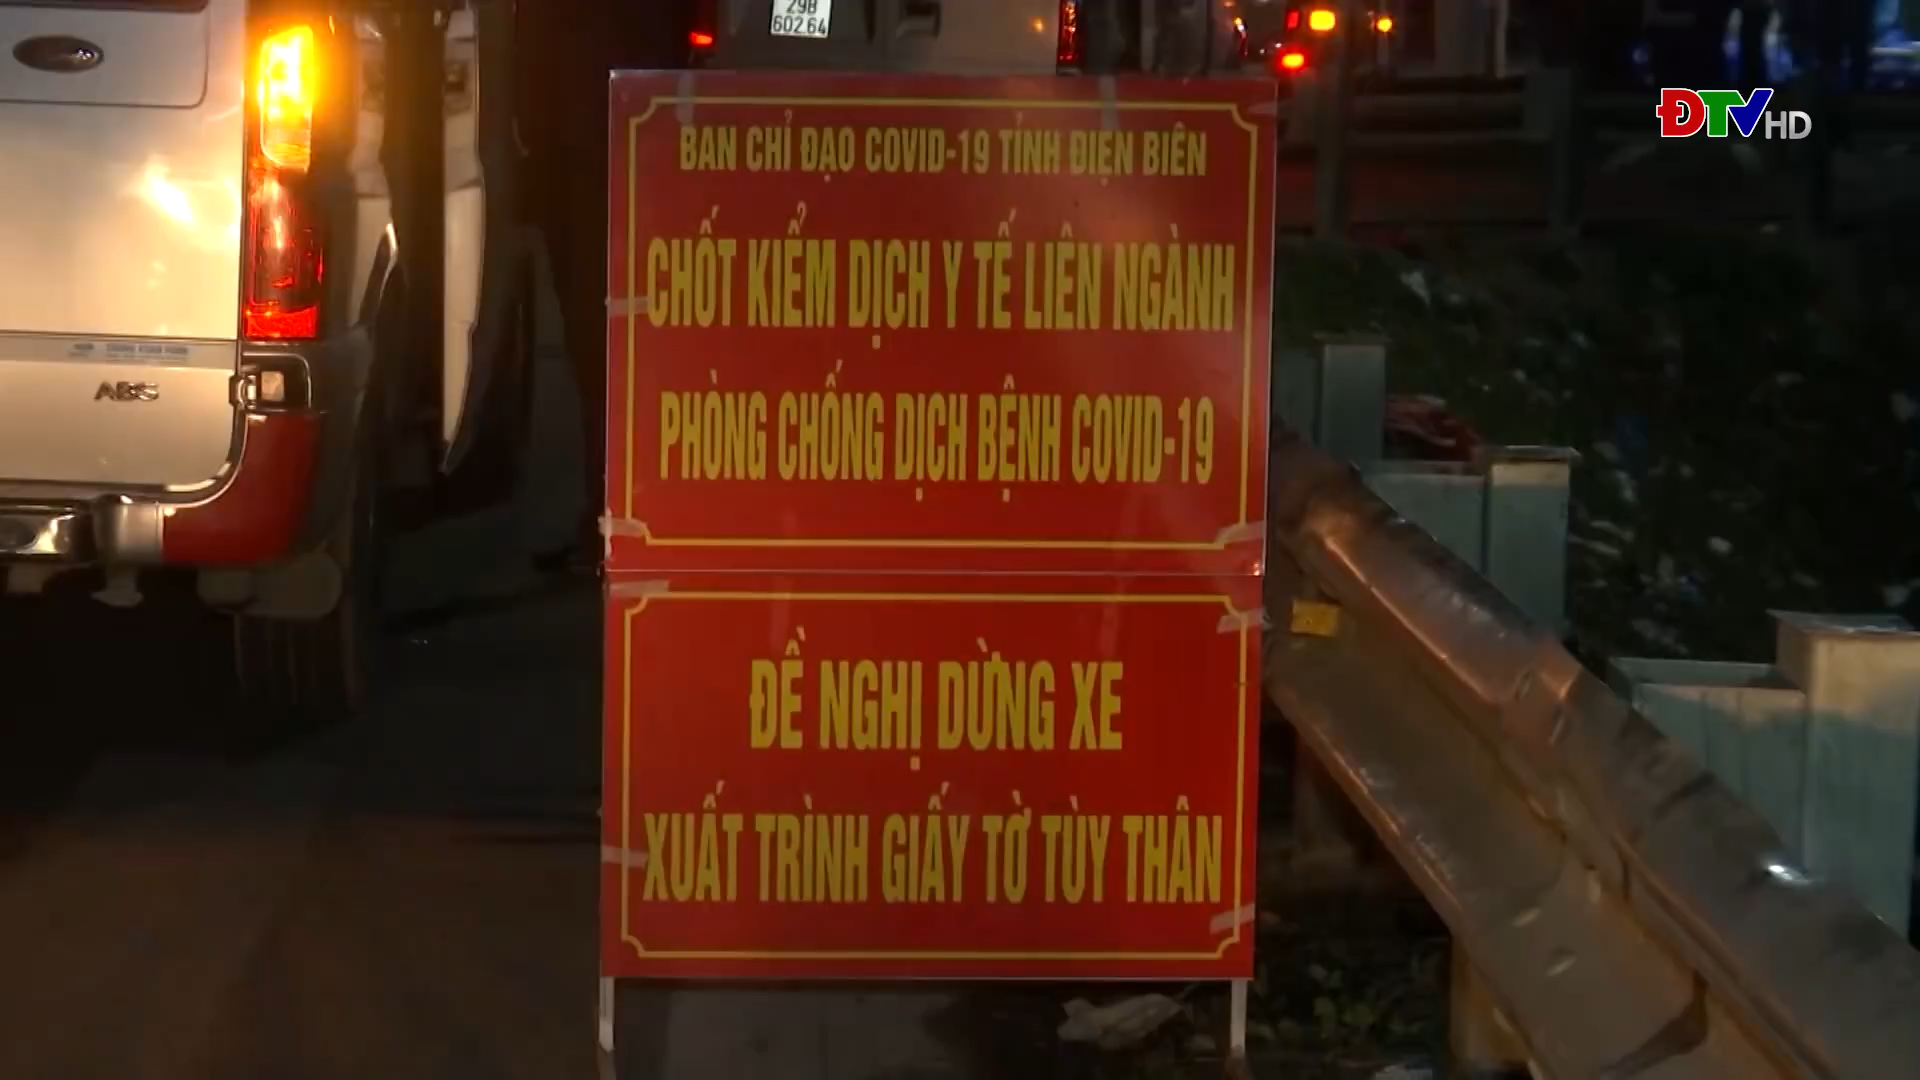 29B
602.64
ĐTV HD
BAN CHỈ ĐẠO COVID-19 TỈNH ĐIỆN BIÊN
CHỐT KIỂM DỊCH Y TẾ LIÊN NGÀNH
PHÒNG CHỐNG DỊCH BỆNH COVID-19
ABS
ĐỀ NGHỊ DỪNG XE
XUẤT TRÌNH GIẤY TỜ TÙY THÂN